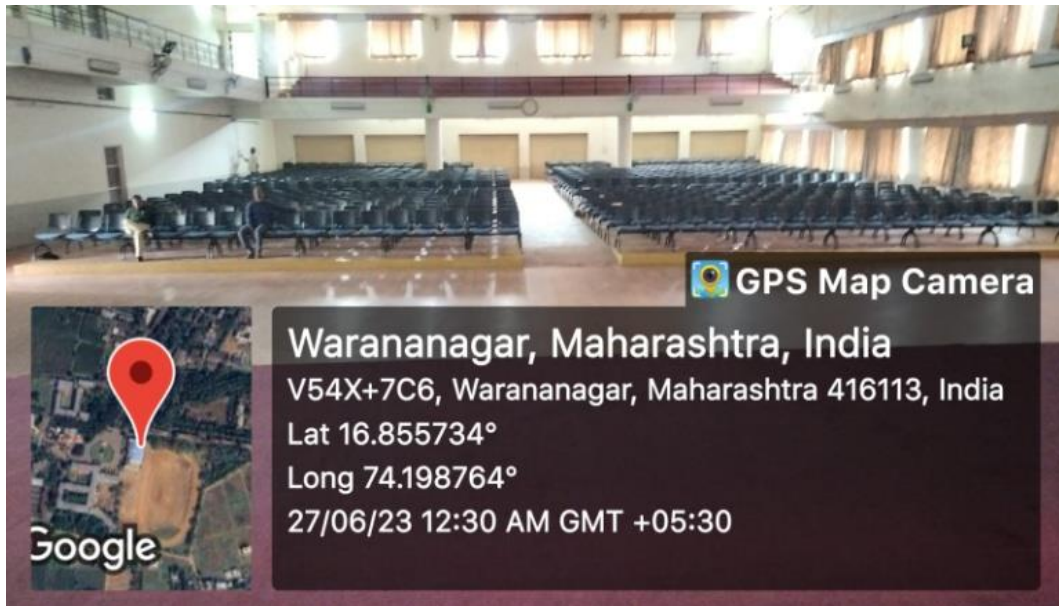 GPS Map Camera
Warananagar, Maharashtra, India
V54X+7C6, Warananagar, Maharashtra 416113, India
Lat 16.855734°
Long 74.198764°
27/06/23 12:30 AM GMT +05:30
Google